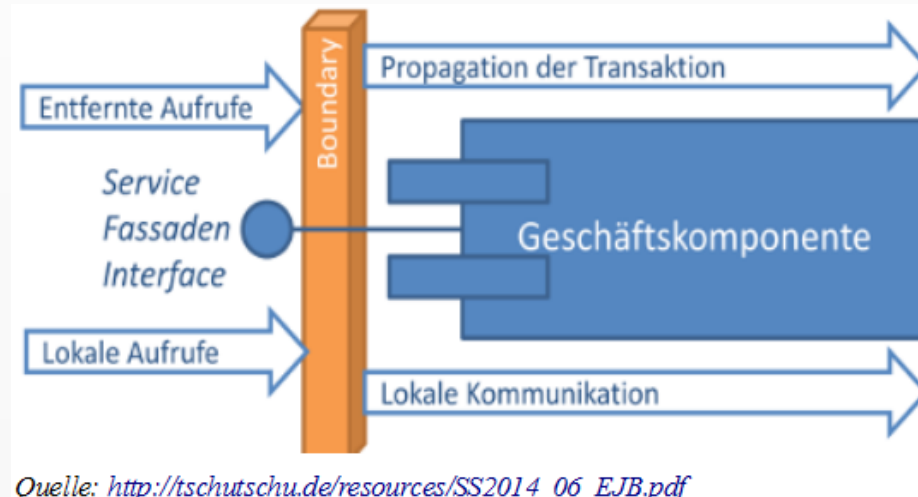 Boundary
Propagation der Transaktion
Entfernte Aufrufe
Service
Fassaden
Interface
Geschäftskomponente
Lokale Aufrufe
Lokale Kommunikation
Quelle: http://tschutschu.de/resources/SS2014_06_EJB.pdf